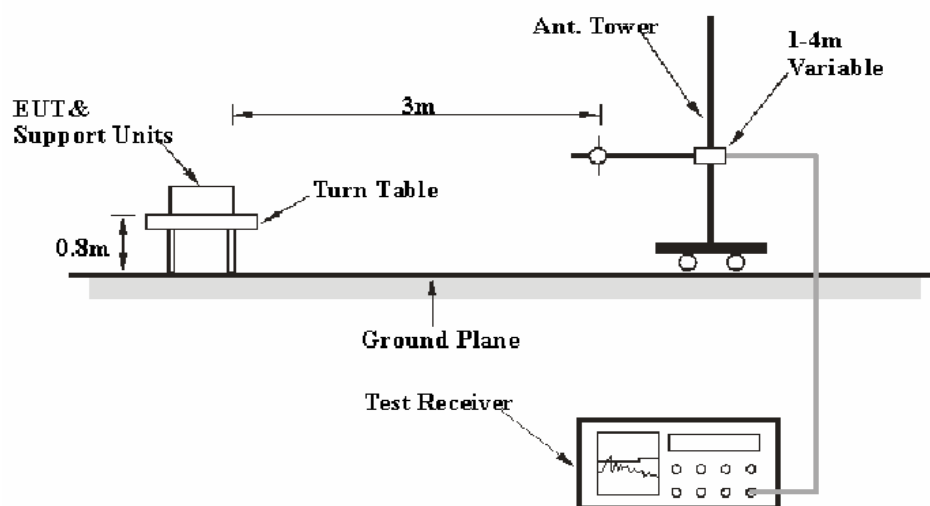 Ant. Tower
1-4m
Variable
EUT&
Support Units
3m
Turn Table
0.8m
Ground Plane
Test Receiver